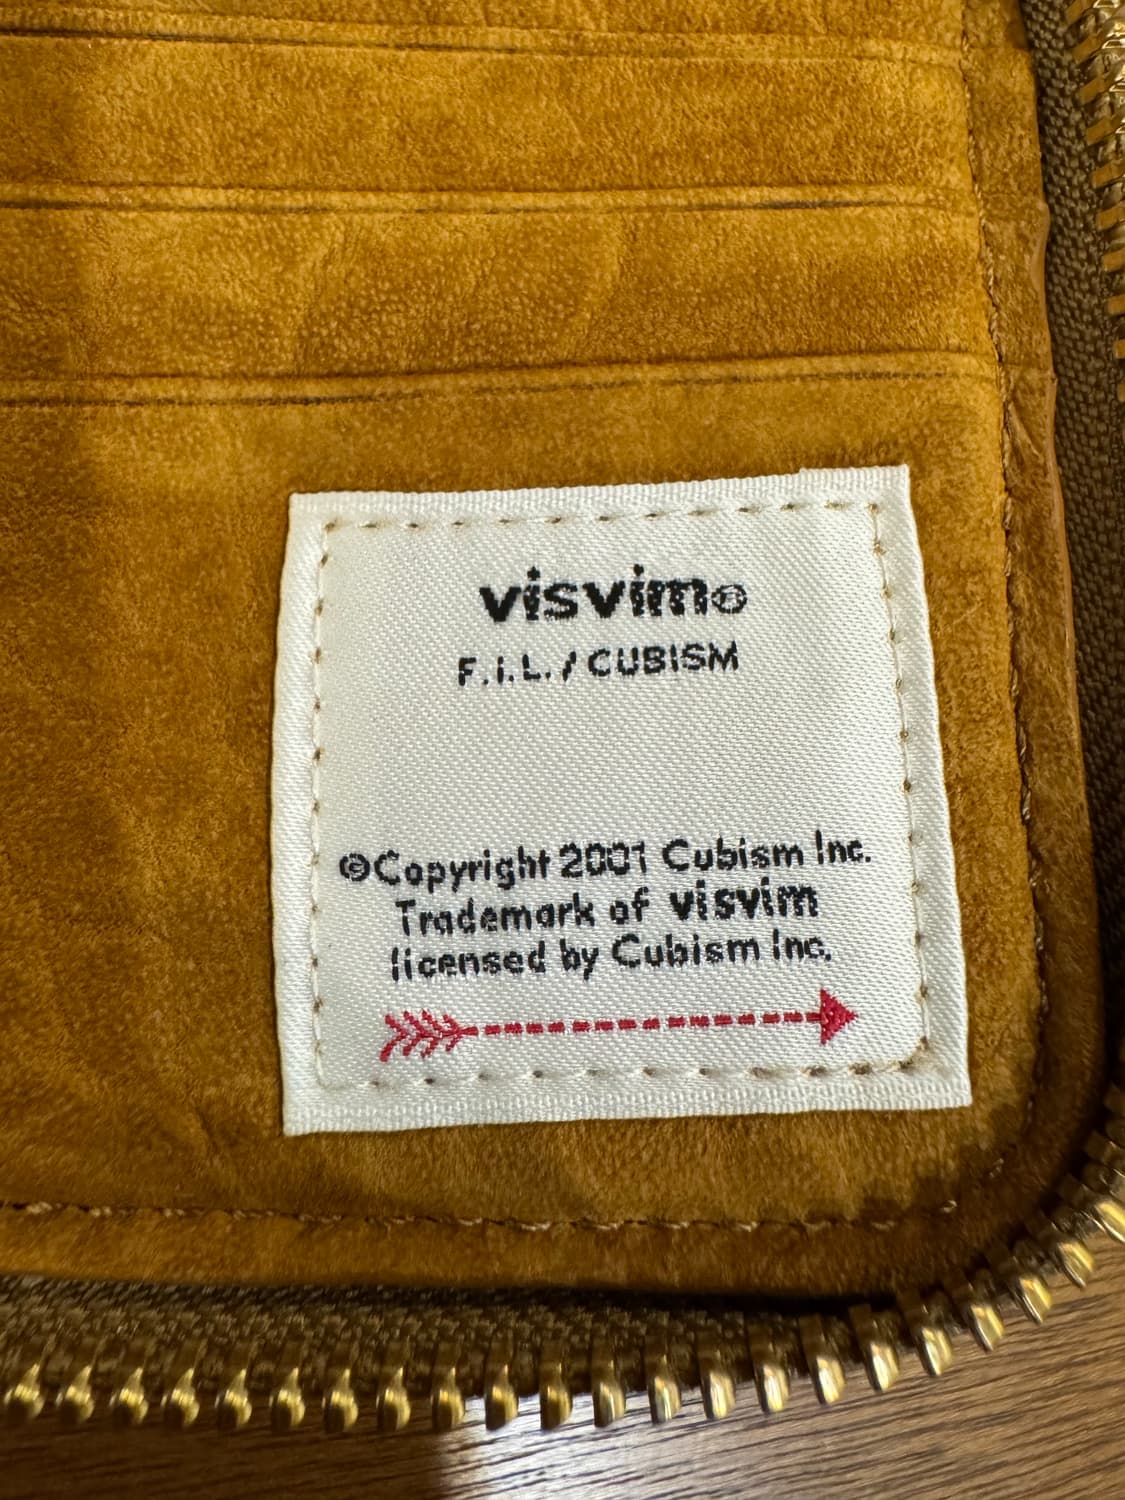 visvim®
F.I.L. / CUBISM
©Copyright 2001 Cubism Inc.
Trademark of visvim
licensed by Cubism Inc.